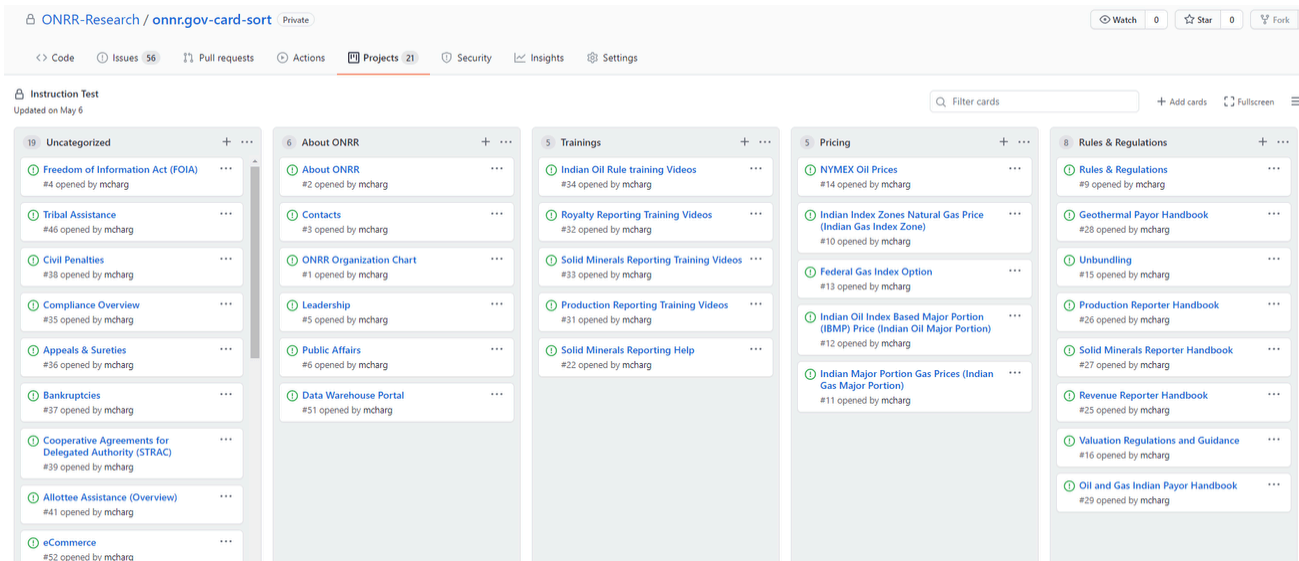 ONRR-Research / onnr.gov-card-sort Private
Watch 0 Star 0 Fork
Code Issues 56 Pull requests Actions Projects 21 Security Insights Settings
Instruction Test
Updated on May 6
Filter cards
+ Add cards Fullscreen
19 Uncategorized
Freedom of Information Act (FOIA)
#4 opened by mcharg
Tribal Assistance
#46 opened by mcharg
Civil Penalties
#38 opened by mcharg
Compliance Overview
#35 opened by mcharg
Appeals & Sureties
#36 opened by mcharg
Bankruptcies
#37 opened by mcharg
Cooperative Agreements for
Delegated Authority (STRAC)
#39 opened by mcharg
Allottee Assistance (Overview)
#41 opened by mcharg
eCommerce
#52 opened by mcharg
6 About ONRR
About ONRR
#2 opened by mcharg
Contacts
#3 opened by mcharg
ONRR Organization Chart
#1 opened by mcharg
Leadership
#5 opened by mcharg
Public Affairs
#6 opened by mcharg
Data Warehouse Portal
#51 opened by mcharg
5 Trainings
Indian Oil Rule training Videos
#34 opened by mcharg
Royalty Reporting Training Videos
#32 opened by mcharg
Solid Minerals Reporting Training Videos
#33 opened by mcharg
Production Reporting Training Videos
#31 opened by mcharg
Solid Minerals Reporting Help
#22 opened by mcharg
5 Pricing
NYMEX Oil Prices
#14 opened by mcharg
Indian Index Zones Natural Gas Price
(Indian Gas Index Zone)
#10 opened by mcharg
Federal Gas Index Option
#13 opened by mcharg
Indian Oil Index Based Major Portion
(IBMP) Price (Indian Oil Major Portion)
#12 opened by mcharg
Indian Major Portion Gas Prices (Indian
Gas Major Portion)
#11 opened by mcharg
8 Rules & Regulations
Rules & Regulations
#9 opened by mcharg
Geothermal Payor Handbook
#28 opened by mcharg
Unbundling
#15 opened by mcharg
Production Reporter Handbook
#26 opened by mcharg
Solid Minerals Reporter Handbook
#27 opened by mcharg
Revenue Reporter Handbook
#25 opened by mcharg
Valuation Regulations and Guidance
#16 opened by mcharg
Oil and Gas Indian Payor Handbook
#29 opened by mcharg